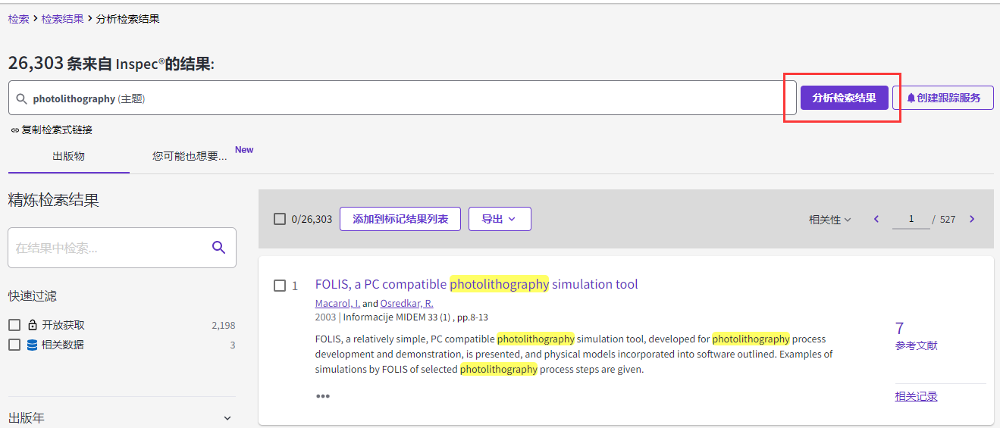 检索 > 检索结果 > 分析检索结果
26,303 条来自 Inspec®的结果:
photolithography (主题)
分析检索结果
创建跟踪服务
复制检索式链接
出版物
您可能也想要...
New
精炼检索结果
在结果中检索...
快速过滤
开放获取 2,198
相关数据 3
出版年
0/26,303
添加到标记结果列表
导出
相关性
1 / 527
1
FOLIS, a PC compatible photolithography simulation tool
Macarol, I. and Osredkar, R.
2003 | Informacije MIDEM 33 (1) , pp.8-13
FOLIS, a relatively simple, PC compatible photolithography simulation tool, developed for photolithography process
development and demonstration, is presented, and physical models incorporated into software outlined. Examples of
simulations by FOLIS of selected photolithography process steps are given.
7
参考文献
相关记录